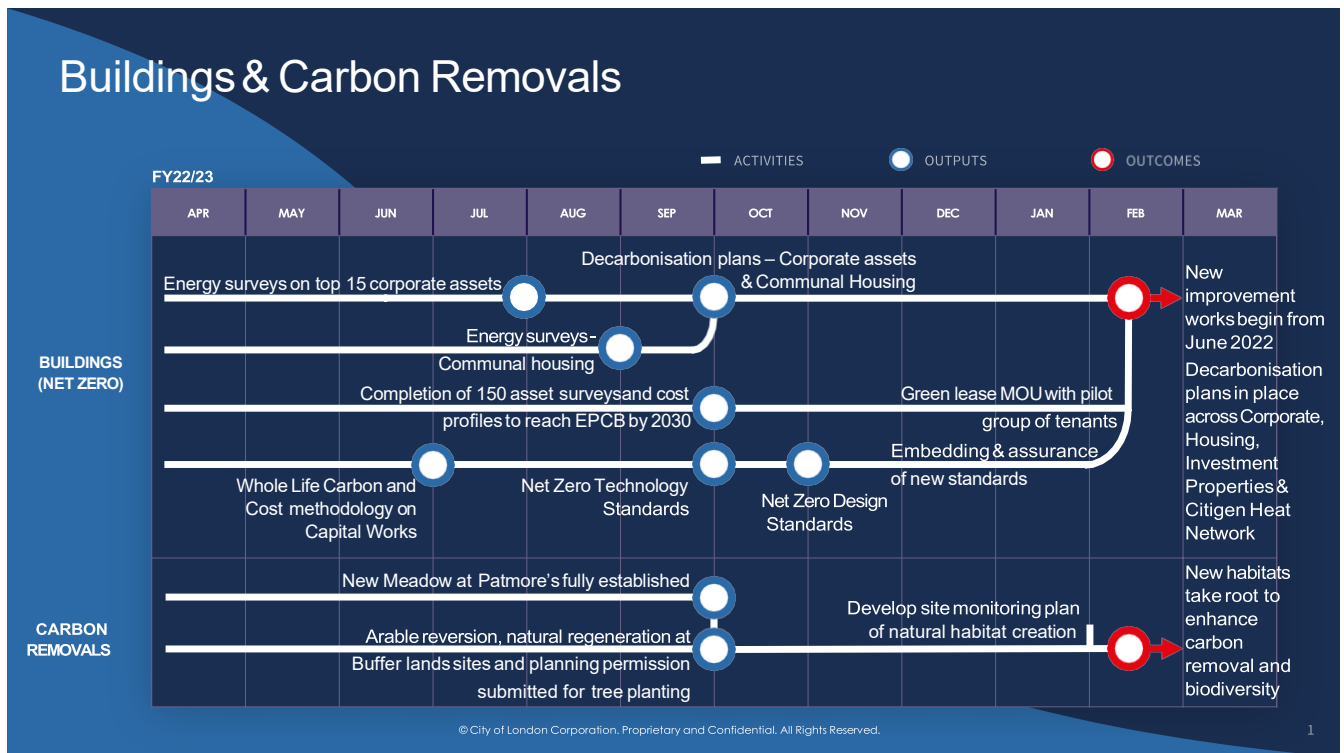 Buildings & Carbon Removals
ACTIVITIES
OUTPUTS
OUTCOMES
FY22/23
APR
MAY
JUN
JUL
AUG
SEP
OCT
NOV
DEC
JAN
FEB
MAR
BUILDINGS
(NET ZERO)
Energy surveys on top 15 corporate assets
Decarbonisation plans – Corporate assets
& Communal Housing
Energy surveys-
Communal housing
Completion of 150 asset surveysand cost
profiles to reach EPCB by 2030
Green lease MOU with pilot
group of tenants
Embedding & assurance
of new standards
Whole Life Carbon and
Cost methodology on
Capital Works
Net Zero Technology
Standards
Net Zero Design
Standards
New
improvement
works begin from
June 2022
Decarbonisation
plans in place
across Corporate,
Housing,
Investment
Properties &
Citigen Heat
Network
CARBON
REMOVALS
New Meadow at Patmore's fully established
Arable reversion, natural regeneration at
Buffer lands sites and planning permission
submitted for tree planting
Develop site monitoring plan
of natural habitat creation
New habitats
take root to
enhance
carbon
removal and
biodiversity
© City of London Corporation. Proprietary and Confidential. All Rights Reserved.
1